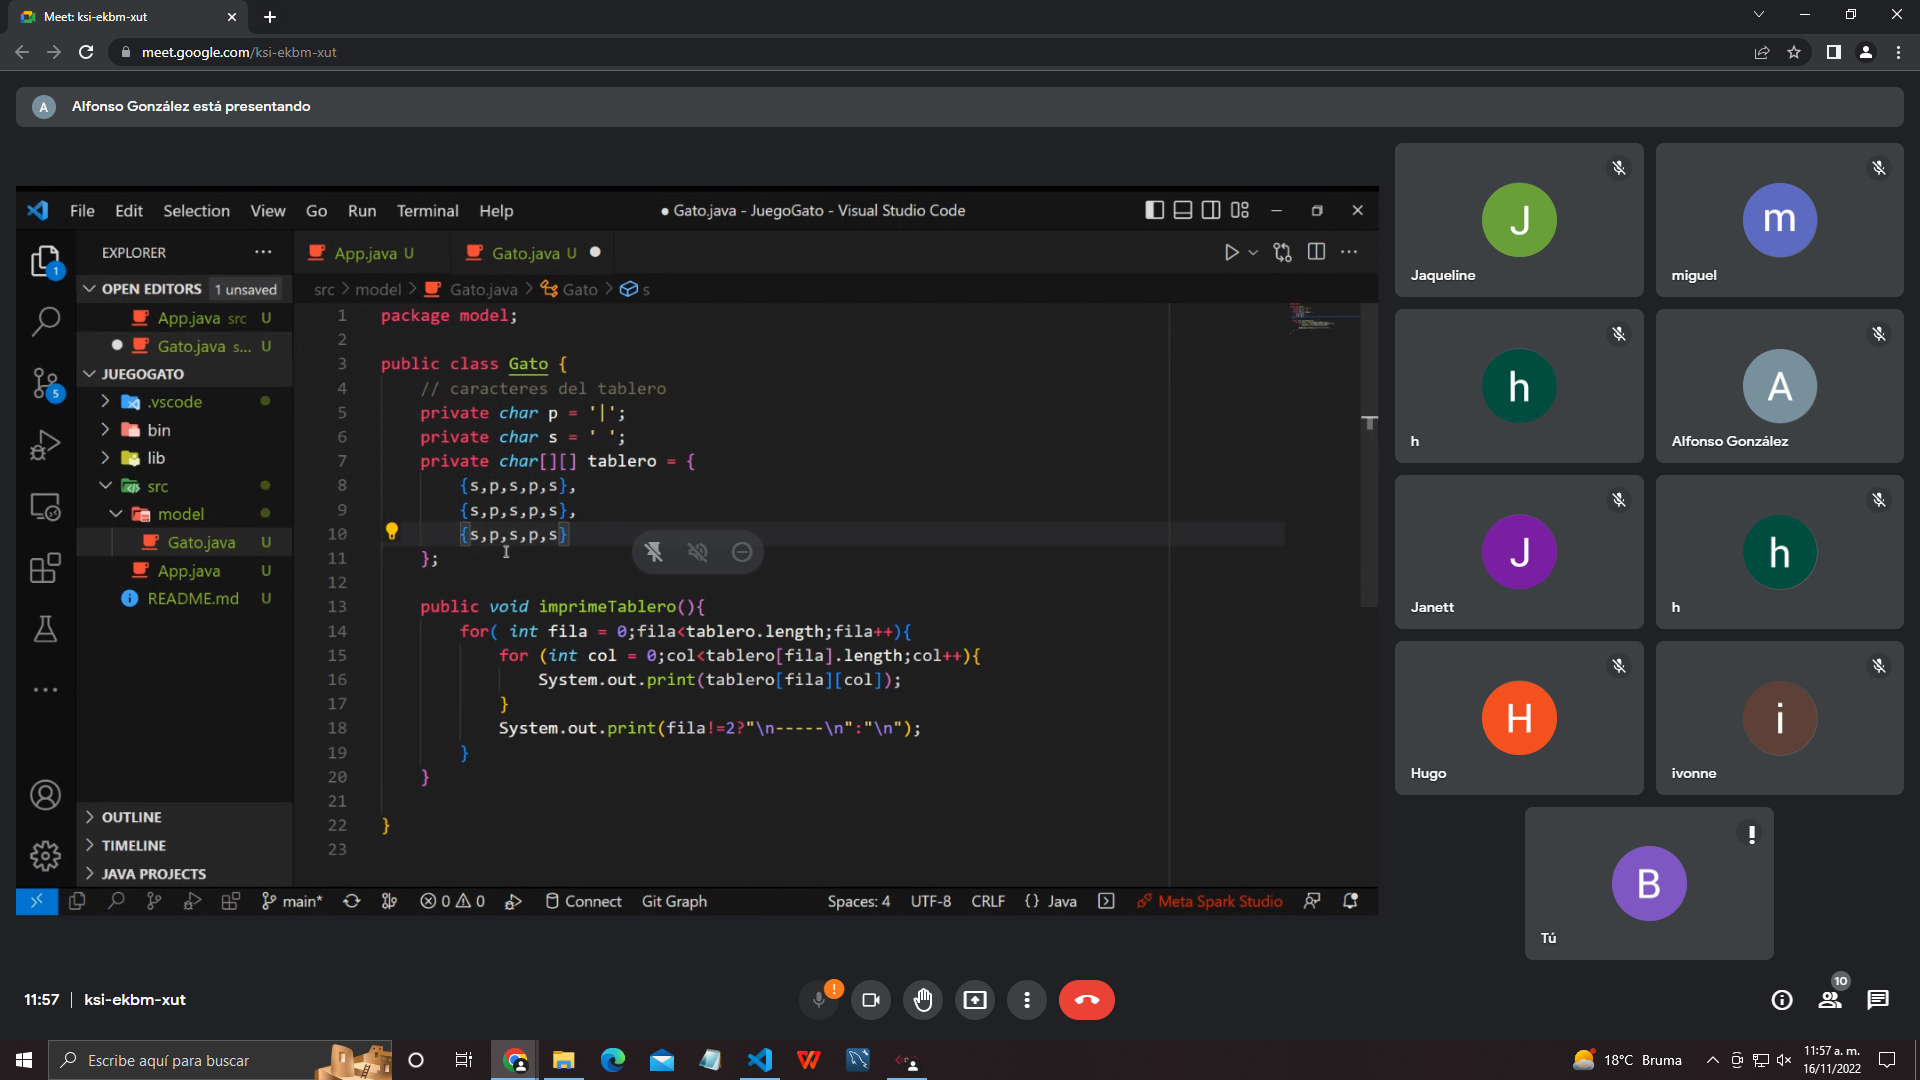 Meet: ksi-ekbm-xut
meet.google.com/ksi-ekbm-xut
A Alfonso González está presentando
File Edit Selection View Go Run Terminal Help
● Gato.java - JuegoGato - Visual Studio Code
EXPLORER
App.java U
Gato.java U
OPEN EDITORS 1 unsaved
src > model > Gato.java > Gato > s
App.java src U
Gato.java s... U
JUEGOGATO
.vscode
bin
lib
src
model
Gato.java U
App.java U
README.md U
OUTLINE
TIMELINE
JAVA PROJECTS
1
5
1 package model;
2
3 public class Gato {
4 // caracteres del tablero
5 private char p = '|';
6 private char s = ' ';
7 private char[][] tablero = {
8 {s,p,s,p,s},
9 {s,p,s,p,s},
10 {s,p,s,p,s}
11 };
12
13 public void imprimeTablero(){
14 for( int fila = 0;fila<tablero.length;fila++){
15 for (int col = 0;col<tablero[fila].length;col++){
16 System.out.print(tablero[fila][col]);
17 }
18 System.out.print(fila!=2?"\n-----\n":"\n");
19 }
20 }
21
22 }
23
main* 0 0 Connect Git Graph
Spaces: 4 UTF-8 CRLF {} Java Meta Spark Studio
J
Jaqueline
m
miguel
h
h
A
Alfonso González
J
Janett
h
h
H
Hugo
i
ivonne
B
Tú
11:57 | ksi-ekbm-xut
10
Escribe aquí para buscar
18°C Bruma
11:57 a. m.
16/11/2022